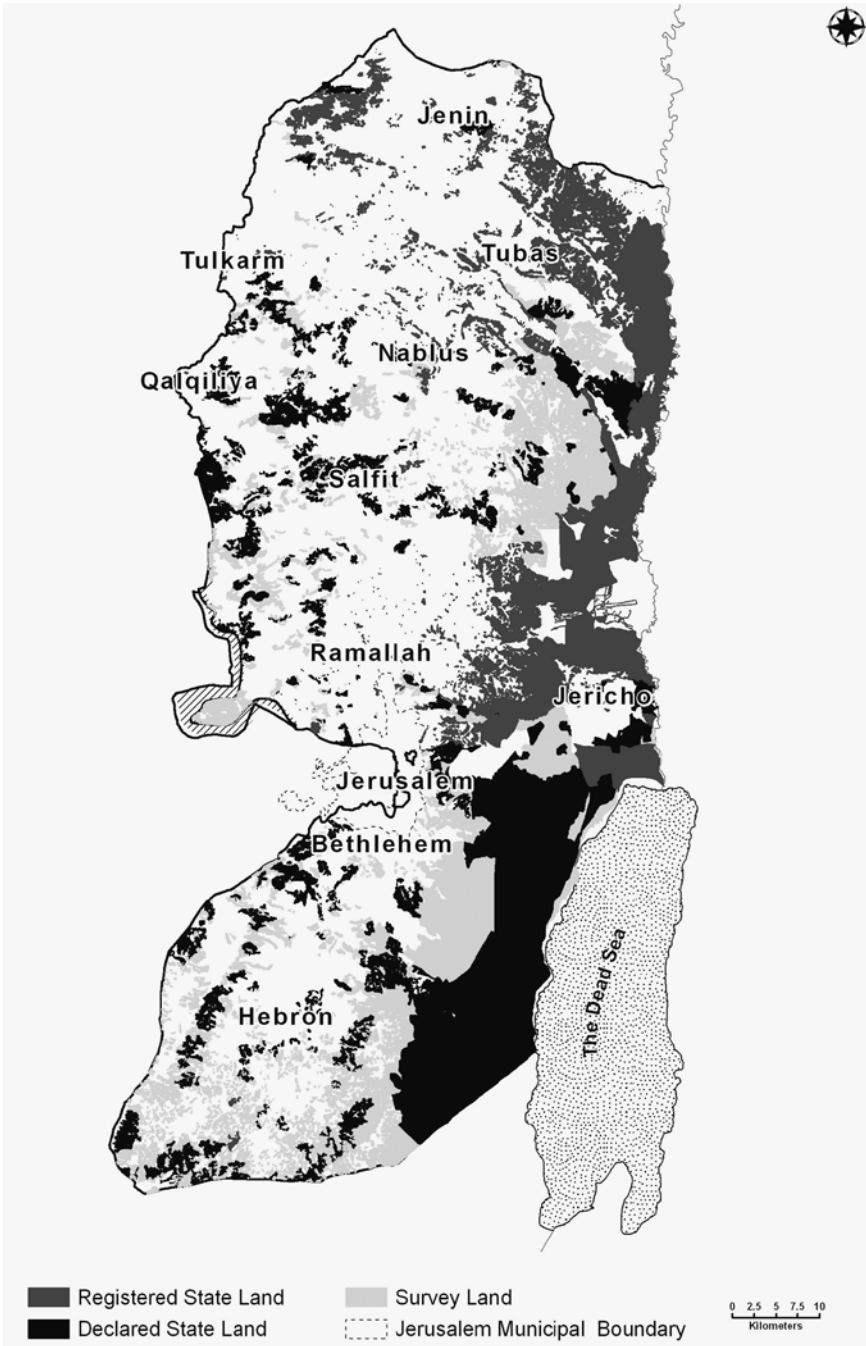 Jenin
Tulkarm
Tubas
Nablus
Qalqiliya
Salfit
Ramallah
Jericho
Jerusalem
Bethlehem
The Dead Sea
Hebron
Registered State Land
Survey Land
Declared State Land
Jerusalem Municipal Boundary
0 2.5 5 7.5 10
Kilometers